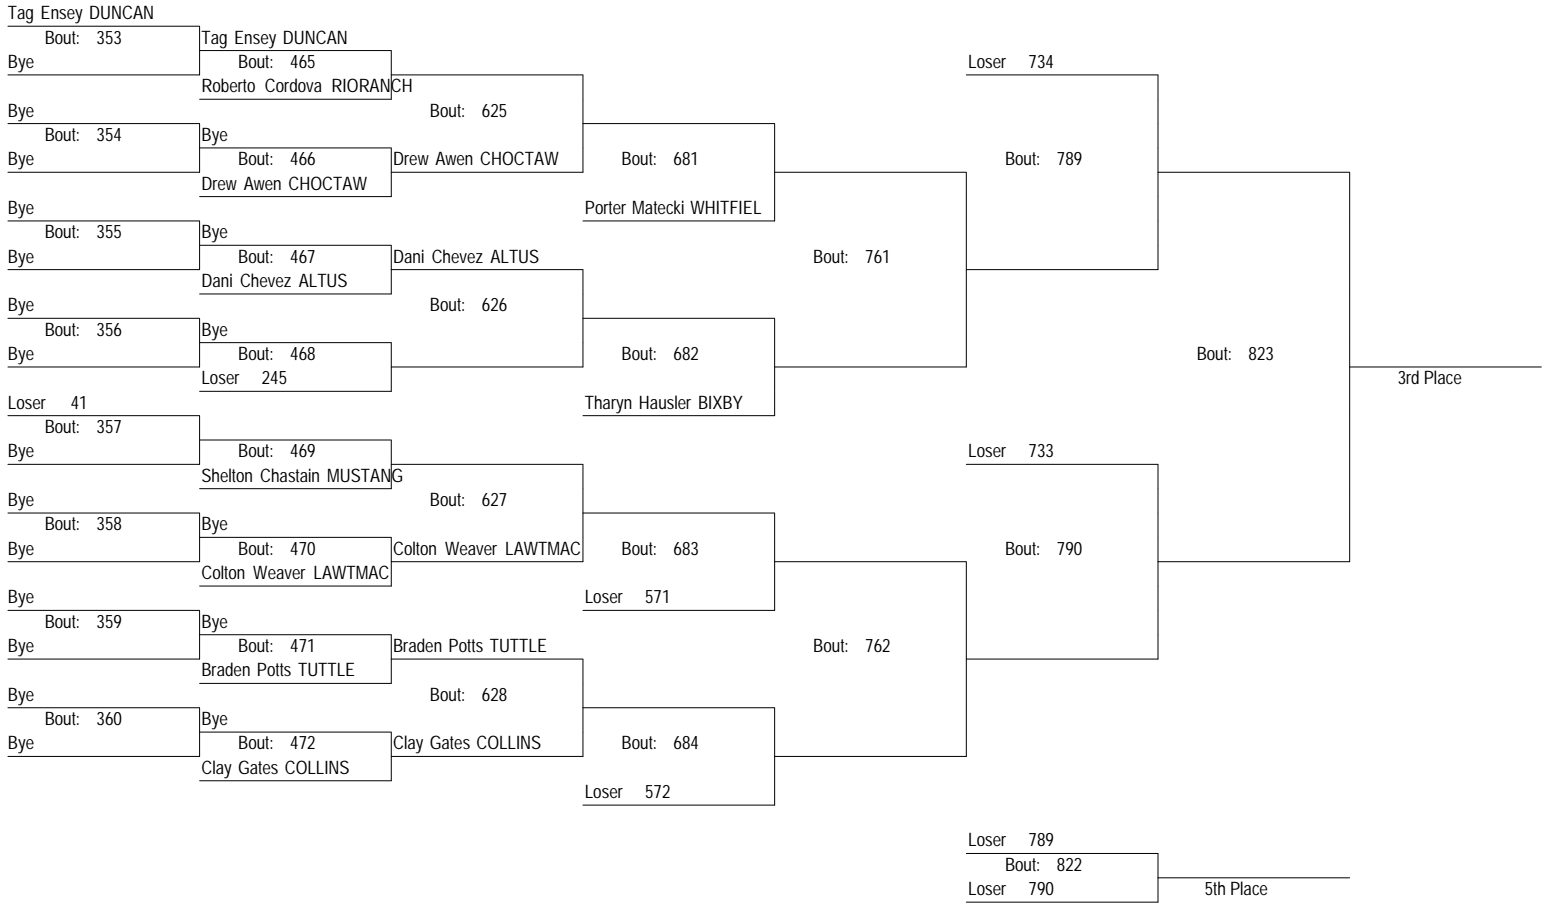 Tag Ensey DUNCAN
Bout: 353
Bye
Tag Ensey DUNCAN
Bout: 465
Roberto Cordova RIORANCH
Bout: 625
Bye
Bout: 354
Bye
Bye
Bout: 466
Drew Awen CHOCTAW
Drew Awen CHOCTAW
Bout: 681
Porter Matecki WHITFIEL
Bye
Bout: 355
Bye
Bye
Bout: 467
Dani Chevez ALTUS
Dani Chevez ALTUS
Bout: 626
Bout: 761
Bye
Bout: 356
Bye
Bye
Bout: 468
Loser 245
Bout: 682
Tharyn Hausler BIXBY
Loser 734
Bout: 789
Bout: 823
3rd Place
Loser 41
Bout: 357
Bye
Bout: 469
Shelton Chastain MUSTANG
Bout: 627
Bye
Bout: 358
Bye
Bye
Bout: 470
Colton Weaver LAWTMAC
Colton Weaver LAWTMAC
Bout: 683
Loser 571
Bye
Bout: 359
Bye
Bye
Bout: 471
Braden Potts TUTTLE
Braden Potts TUTTLE
Bout: 628
Bout: 762
Bye
Bout: 360
Bye
Bye
Bout: 472
Clay Gates COLLINS
Clay Gates COLLINS
Bout: 684
Loser 572
Loser 733
Bout: 790
Loser 789
Bout: 822
Loser 790
5th Place